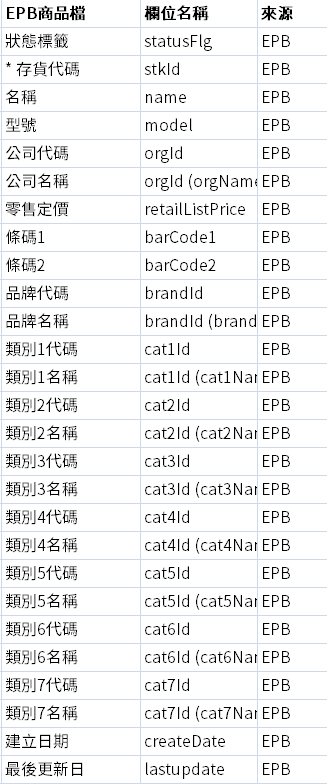 EPB商品檔 欄位名稱 來源
狀態標籤 statusFlg EPB
* 存貨代碼 stkId EPB
名稱 name EPB
型號 model EPB
公司代碼 orgId EPB
公司名稱 orgId (orgName EPB
零售定價 retailListPrice EPB
條碼1 barCode1 EPB
條碼2 barCode2 EPB
品牌代碼 brandId EPB
品牌名稱 brandId (brand EPB
類別1代碼 cat1Id EPB
類別1名稱 cat1Id (cat1Nar EPB
類別2代碼 cat2Id EPB
類別2名稱 cat2Id (cat2Nar EPB
類別3代碼 cat3Id EPB
類別3名稱 cat3Id (cat3Nar EPB
類別4代碼 cat4Id EPB
類別4名稱 cat4Id (cat4Nar EPB
類別5代碼 cat5Id EPB
類別5名稱 cat5Id (cat5Nar EPB
類別6代碼 cat6Id EPB
類別6名稱 cat6Id (cat6Nar EPB
類別7代碼 cat7Id EPB
類別7名稱 cat7Id (cat7Nar EPB
建立日期 createDate EPB
最後更新日 lastupdate EPB